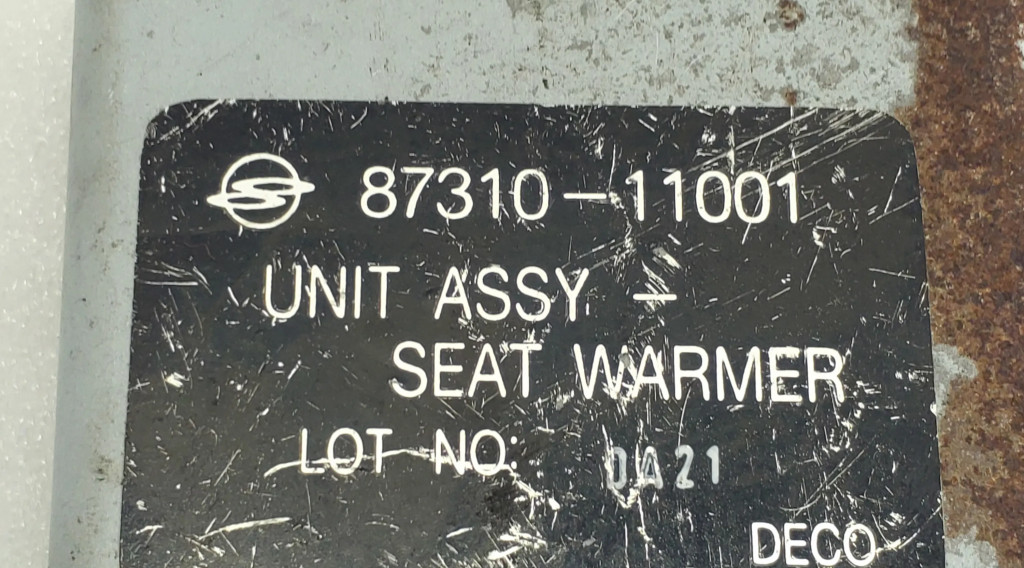 87310-11001
UNIT ASSY -
SEAT WARMER
LOT NO: 0A21
DECO